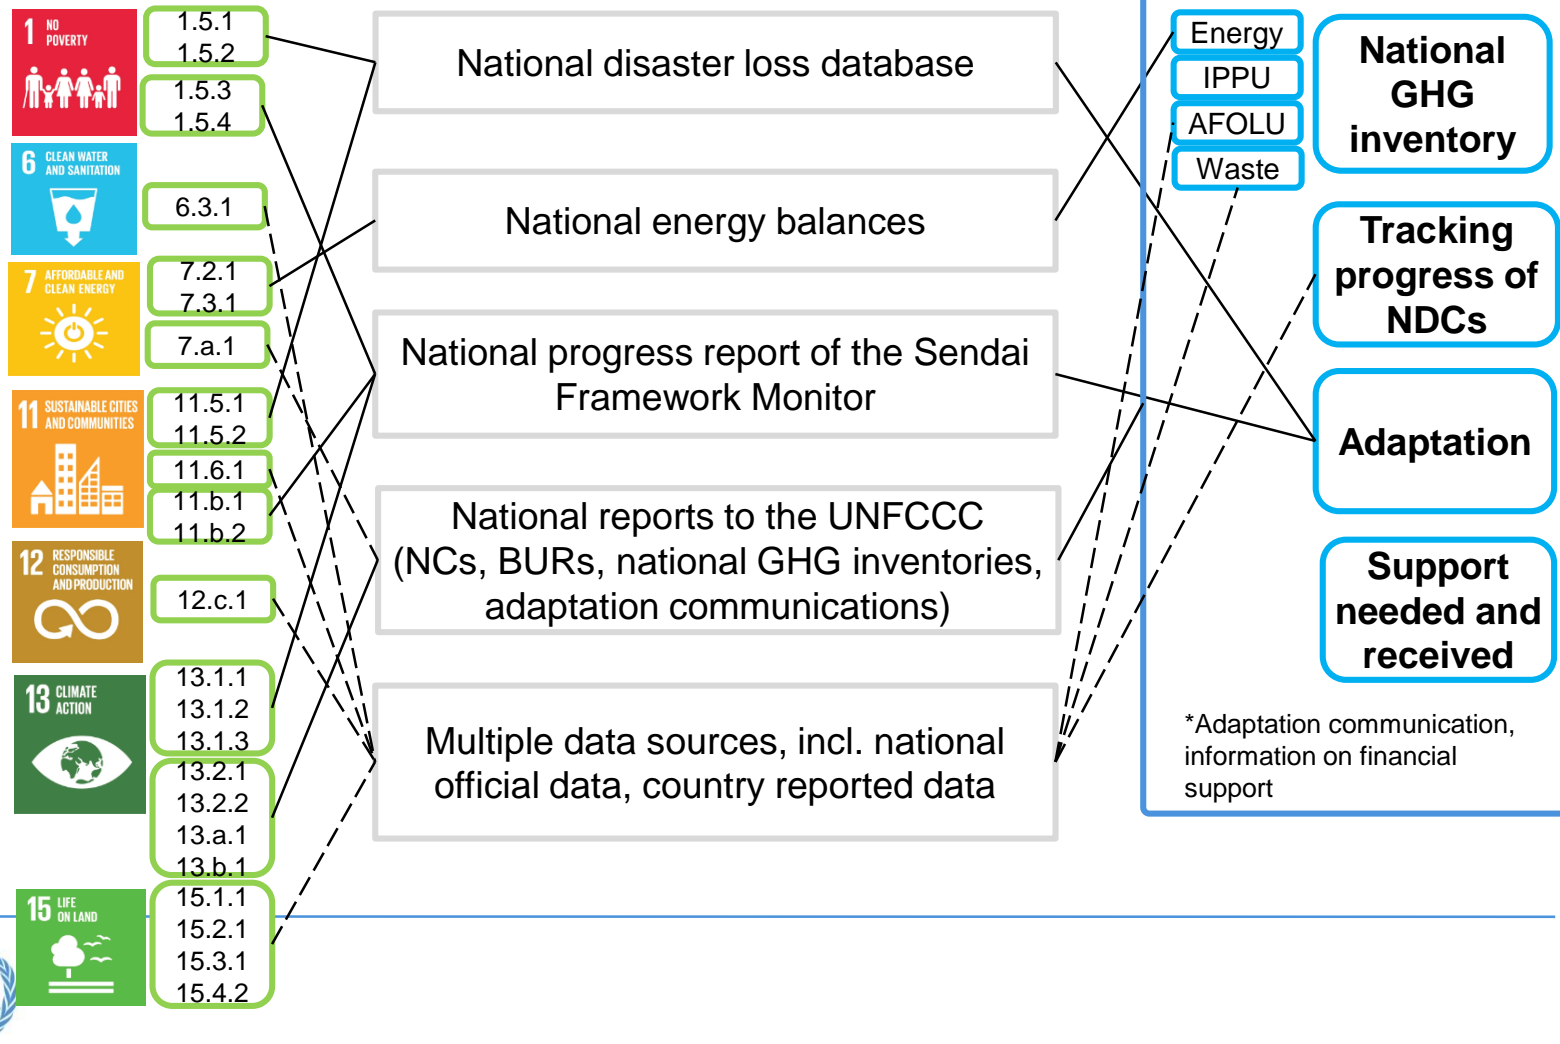 1 NO
POVERTY
1.5.1
1.5.2
1.5.3
1.5.4
6 CLEAN WATER
AND SANITATION
6.3.1
7 AFFORDABLE AND
CLEAN ENERGY
7.2.1
7.3.1
7.a.1
11 SUSTAINABLE CITIES
AND COMMUNITIES
11.5.1
11.5.2
11.6.1
11.b.1
11.b.2
12 RESPONSIBLE
CONSUMPTION
AND PRODUCTION
12.c.1
13 CLIMATE
ACTION
13.1.1
13.1.2
13.1.3
13.2.1
13.2.2
13.a.1
13.b.1
15 LIFE
ON LAND
15.1.1
15.2.1
15.3.1
15.4.2
National disaster loss database
National energy balances
National progress report of the Sendai
Framework Monitor
National reports to the UNFCCC
(NCs, BURs, national GHG inventories,
adaptation communications)
Multiple data sources, incl. national
official data, country reported data
Energy
IPPU
AFOLU
Waste
National
GHG
inventory
Tracking
progress of
NDCs
Adaptation
Support
needed and
received
*Adaptation communication,
information on financial
support